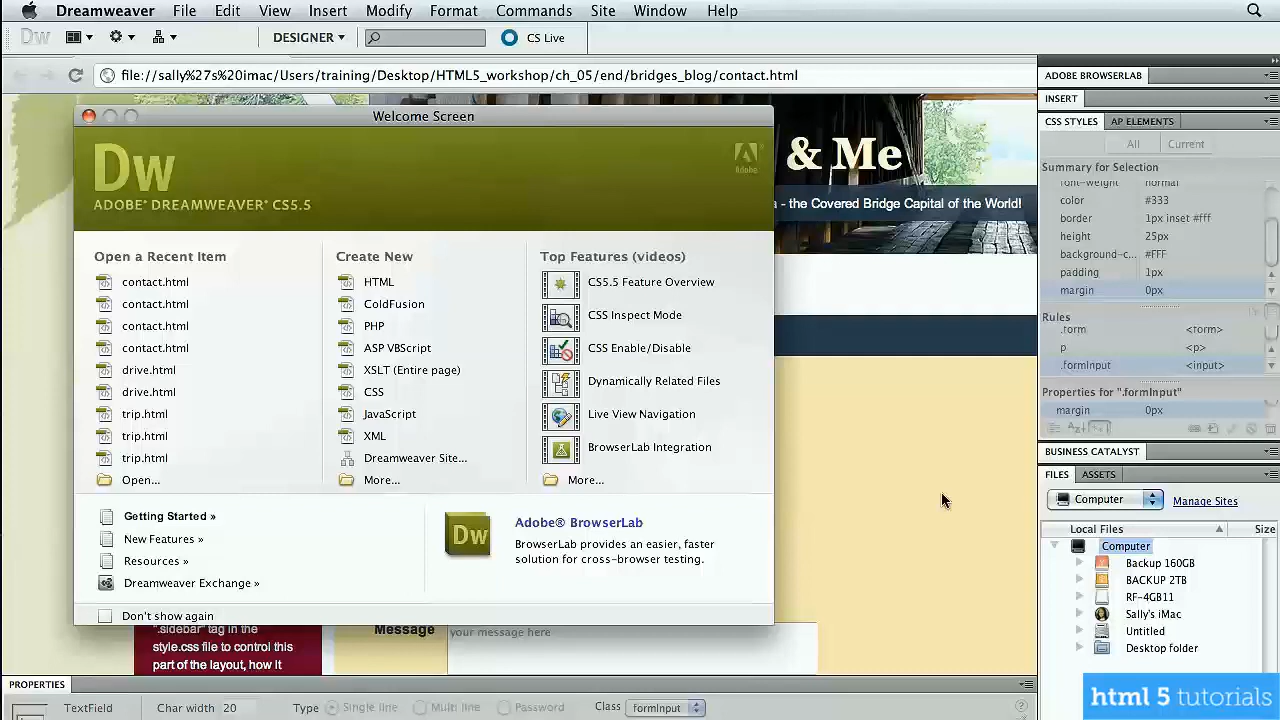 Dreamweaver File Edit View Insert Modify Format Commands Site Window Help
Dw DESIGNER CS Live
file://sally%27s%20imac/Users/traning/Desktop/HTML5_workshop/ch_05/end/bridges_blog/contact.html
Welcome Screen
Dw
ADOBE® DREAMWEAVER® CS5.5
Adobe
& Me
a - the Covered Bridge Capital of the World!
Open a Recent Item
contact.html
contact.html
contact.html
contact.html
drive.html
drive.html
trip.html
trip.html
trip.html
Open...
Create New
HTML
ColdFusion
PHP
ASP VBScript
XSLT (Entire page)
CSS
JavaScript
XML
Dreamweaver Site...
More...
Top Features (videos)
CS5.5 Feature Overview
CSS Inspect Mode
CSS Enable/Disable
Dynamically Related Files
Live View Navigation
BrowserLab Integration
More...
Getting Started »
New Features »
Resources »
Dreamweaver Exchange »
Dw
Adobe® BrowserLab
BrowserLab provides an easier, faster
solution for cross-browser testing.
Don't show again
".sidebar" tag in the
style.css file to control this
part of the layout, how it
Message
your message here
ADOBE BROWSERLAB
INSERT
CSS STYLES AP ELEMENTS
All Current
Summary for Selection
font-weight normal
color #333
border 1px inset #fff
height 25px
background-c... #FFF
padding 1px
margin 0px
Rules
.form <form>
p <p>
.formInput <input>
Properties for ".formInput"
margin 0px
BUSINESS CATALYST
FILES ASSETS
Computer Manage Sites
Local Files Size
Computer
Backup 160GB
BACKUP 2TB
RF-4GB11
Sally's iMac
Untitled
Desktop folder
PROPERTIES
TextField Char width 20 Type Single line Multi line Password Class formInput
html 5 tutorials